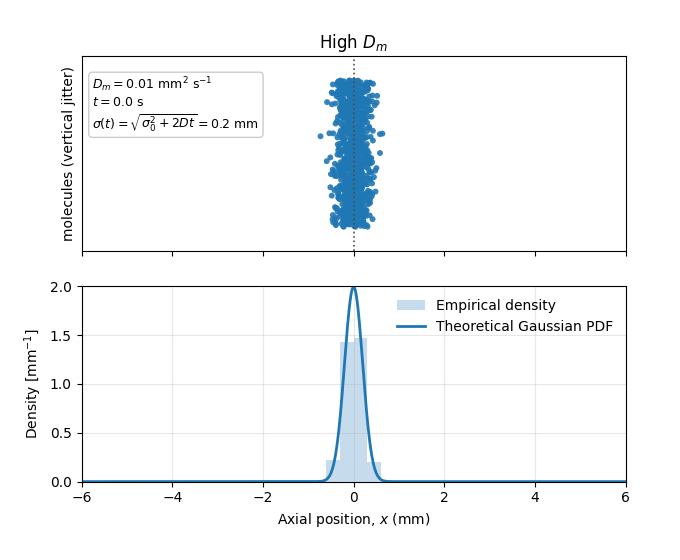 High $D_m$
$D_m = 0.01$ mm$^2$ s$^{-1}$
$t = 0.0$ s
$\sigma(t) = \sqrt{\sigma_0^2 + 2Dt} = 0.2$ mm
molecules (vertical jitter)
2.0
1.5
1.0
0.5
0.0
Density [mm$^{-1}$]
Empirical density
Theoretical Gaussian PDF
−6 −4 −2 0 2 4 6
Axial position, $x$ (mm)